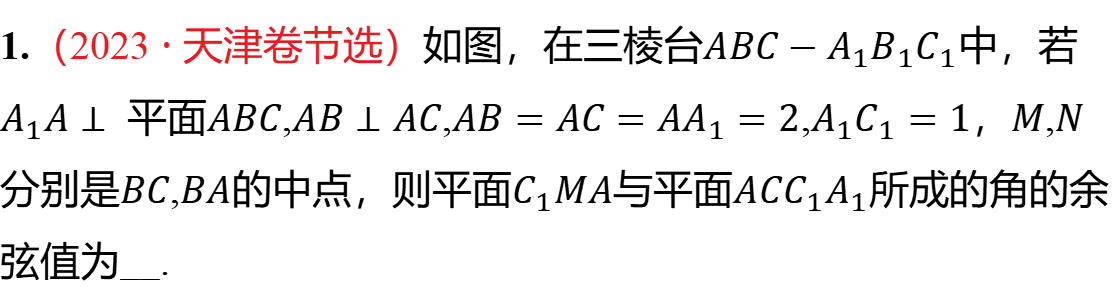 1.（2023·天津卷节选）如图，在三棱台ABC − A₁B₁C₁中，若
A₁A ⊥ 平面ABC,AB ⊥ AC,AB = AC = AA₁ = 2,A₁C₁ = 1，M,N
分别是BC,BA的中点，则平面C₁MA与平面ACC₁A₁所成的角的余
弦值为__.